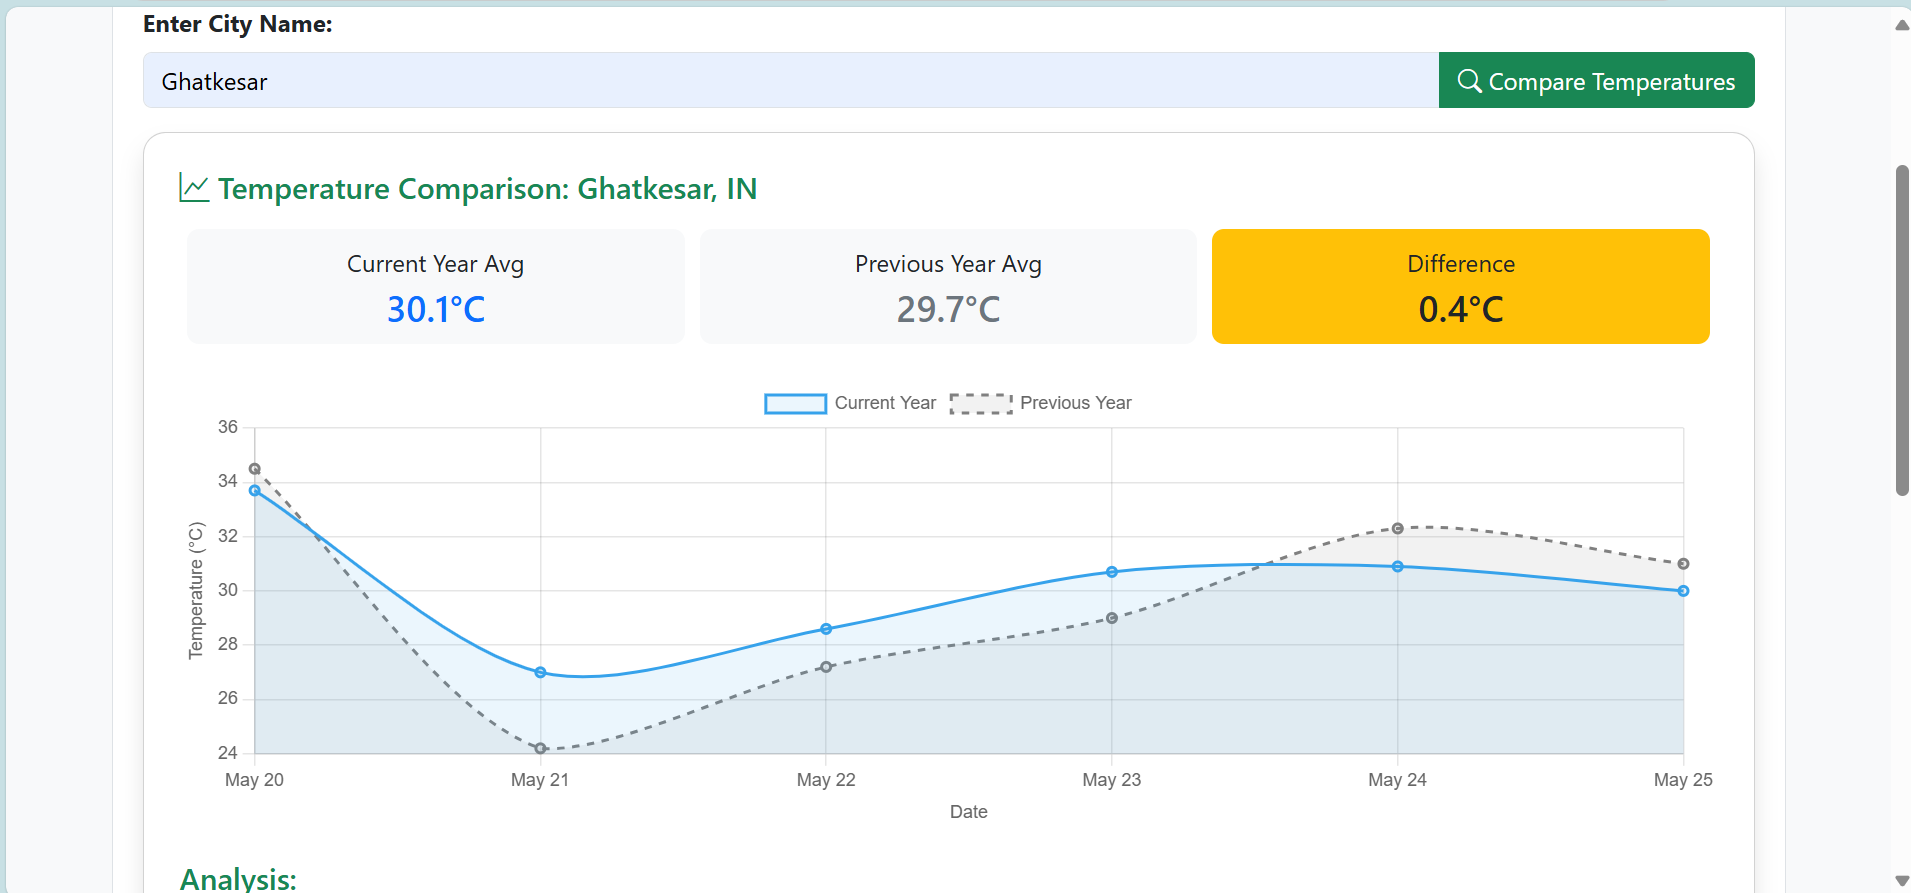 Enter City Name:
Ghatkesar
Compare Temperatures
Temperature Comparison: Ghatkesar, IN
Current Year Avg
30.1°C
Previous Year Avg
29.7°C
Difference
0.4°C
Current Year
Previous Year
36
34
32
30
28
26
24
Temperature (°C)
May 20
May 21
May 22
May 23
May 24
May 25
Date
Analysis: